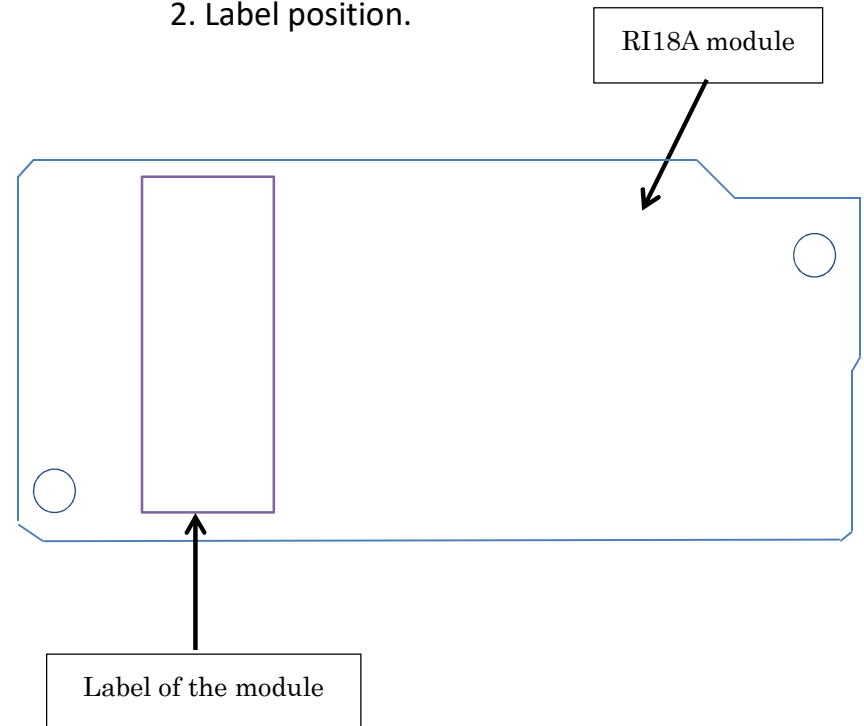 2. Label position.
RI18A module
Label of the module